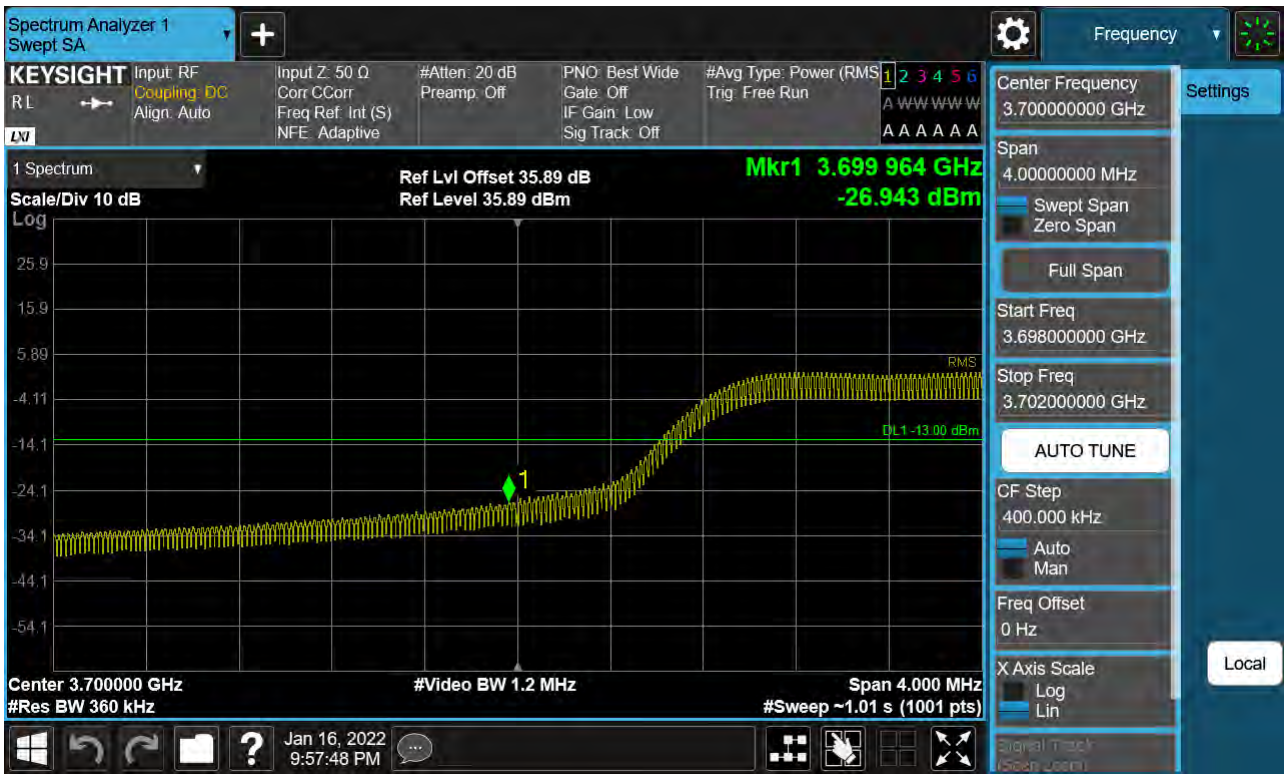 Spectrum Analyzer 1
Swept SA
+
Frequency
KEYSIGHT
RL
LXI
Input: RF
Coupling: DC
Align: Auto
Input Z: 50 Ω
Corr CCorr
Freq Ref: Int (S)
NFE: Adaptive
#Atten: 20 dB
Preamp: Off
PNO: Best Wide
Gate: Off
IF Gain: Low
Sig Track: Off
#Avg Type: Power (RMS
Trig: Free Run
1 2 3 4 5 6
A W W W W W
A A A A A A
1 Spectrum
Scale/Div 10 dB
Log
Ref Lvl Offset 35.89 dB
Ref Level 35.89 dBm
Mkr1 3.699 964 GHz
-26.943 dBm
25.9
15.9
5.89
-4.11
-14.1
-24.1
-34.1
-44.1
-54.1
RMS
DL1 -13.00 dBm
1
Center 3.700000 GHz
#Res BW 360 kHz
#Video BW 1.2 MHz
Span 4.000 MHz
#Sweep ~1.01 s (1001 pts)
Center Frequency
3.700000000 GHz
Span
4.00000000 MHz
Swept Span
Zero Span
Full Span
Start Freq
3.698000000 GHz
Stop Freq
3.702000000 GHz
AUTO TUNE
CF Step
400.000 kHz
Auto
Man
Freq Offset
0 Hz
X Axis Scale
Log
Lin
Signal Track
(Span Zoom)
Settings
Local
?
Jan 16, 2022
9:57:48 PM